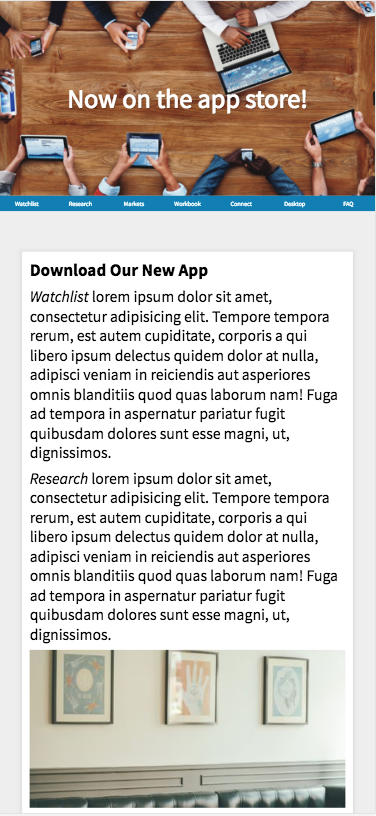 Now on the app store!
Watchlist Research Markets Workbook Connect Desktop FAQ
Download Our New App
Watchlist lorem ipsum dolor sit amet,
consectetur adipisicing elit. Tempore tempora
rerum, est autem cupiditate, corporis a qui
libero ipsum delectus quidem dolor at nulla,
adipisci veniam in reiciendis aut asperiores
omnis blanditiis quod quas laborum nam! Fuga
ad tempora in aspernatur pariatur fugit
quibusdam dolores sunt esse magni, ut,
dignissimos.
Research lorem ipsum dolor sit amet,
consectetur adipisicing elit. Tempore tempora
rerum, est autem cupiditate, corporis a qui
libero ipsum delectus quidem dolor at nulla,
adipisci veniam in reiciendis aut asperiores
omnis blanditiis quod quas laborum nam! Fuga
ad tempora in aspernatur pariatur fugit
quibusdam dolores sunt esse magni, ut,
dignissimos.